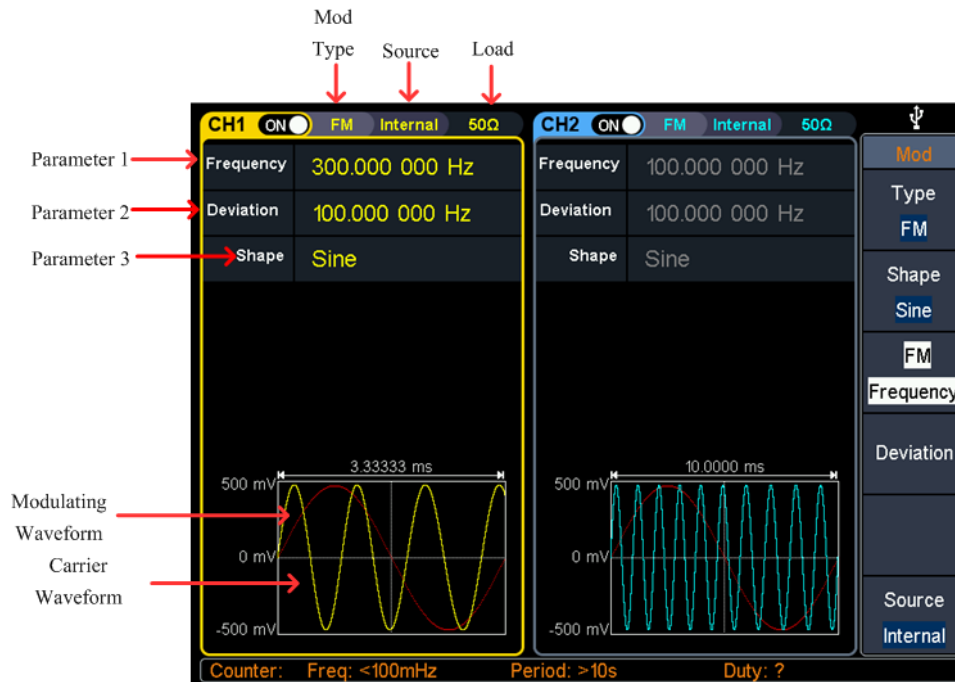 Mod
Type
Source
Load
CH1 ON FM Internal 50Ω
CH2 ON FM Internal 50Ω
Parameter 1
Frequency 300.000 000 Hz
Frequency 100.000 000 Hz
Mod
Type
FM
Parameter 2
Deviation 100.000 000 Hz
Deviation 100.000 000 Hz
Parameter 3
Shape Sine
Shape Sine
Shape
Sine
FM
Frequency
Deviation
3.33333 ms
10.0000 ms
500 mV
500 mV
Modulating
Waveform
0 mV
0 mV
Carrier
Waveform
-500 mV
-500 mV
Source
Internal
Counter: Freq: <100mHz Period: >10s Duty: ?